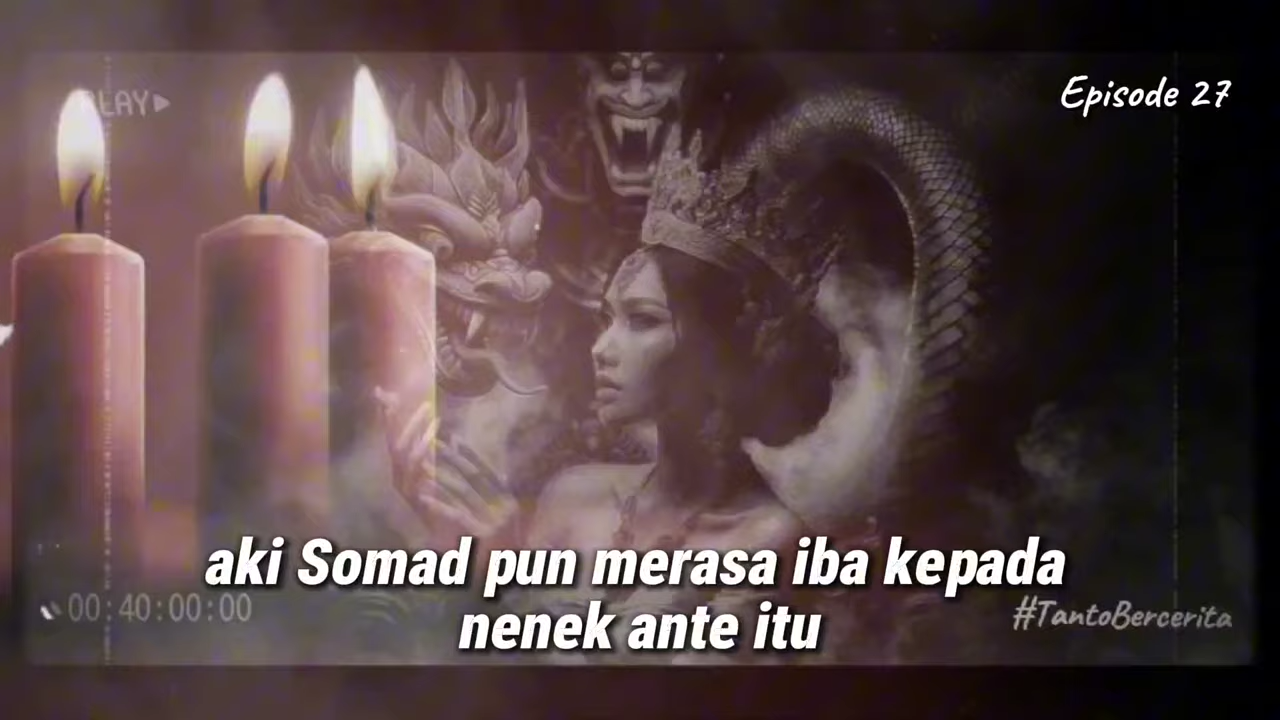 PLAY
Episode 27
aki Somad pun merasa iba kepada
nenek ante itu
00:40:00:00
#TantoBercerita